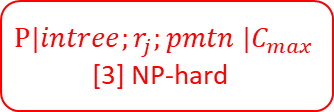 P|intree; r_j; pmtn |C_max
[3] NP-hard